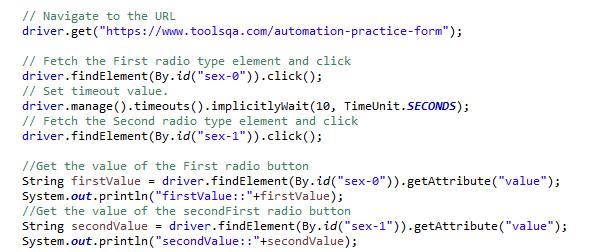 // Navigate to the URL
driver.get("https://www.toolsqa.com/automation-practice-form");
// Fetch the First radio type element and click
driver.findElement(By.id("sex-0")).click();
// Set timeout value.
driver.manage().timeouts().implicitlyWait(10, TimeUnit.SECONDS);
// Fetch the Second radio type element and click
driver.findElement(By.id("sex-1")).click();
//Get the value of the First radio button
String firstValue = driver.findElement(By.id("sex-0")).getAttribute("value");
System.out.println("firstValue::"+firstValue);
//Get the value of the secondFirst radio button
String secondValue = driver.findElement(By.id("sex-1")).getAttribute("value");
System.out.println("secondValue::"+secondValue);